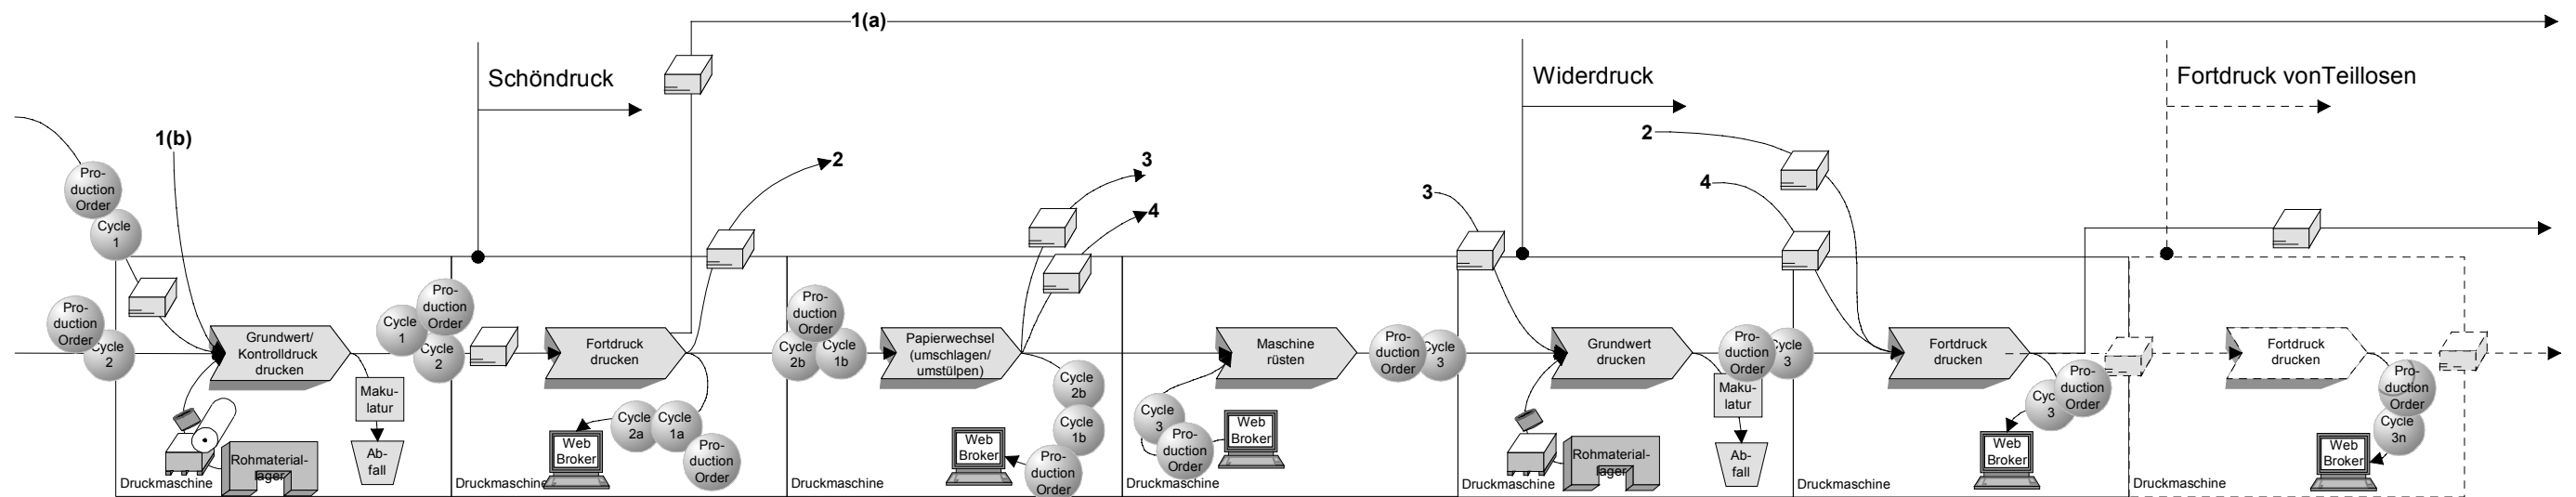 1(a)
Schöndruck
Widerdruck
Fortdruck vonTeillosen
1(b)
2
3
4
3
2
4
Pro-
duction
Order
Cycle
1
Pro-
duction
Order
Cycle
2
Grundwert/
Kontrolldruck
drucken
Cycle
1
Pro-
duction
Order
Cycle
2
Maku-
latur
Ab-
fall
Rohmaterial-
lager
Druckmaschine
Fortdruck
drucken
Cycle
2a
Cycle
1a
Pro-
duction
Order
Web
Broker
Druckmaschine
Pro-
duction
Order
Cycle
2b
Cycle
1b
Papierwechsel
(umschlagen/
umstülpen)
Cycle
2b
Cycle
1b
Pro-
duction
Order
Web
Broker
Druckmaschine
Maschine
rüsten
Cycle
3
Pro-
duction
Order
Web
Broker
Druckmaschine
Pro-
duction
Order
Cycle
3
Grundwert
drucken
Pro-
duction
Order
Cycle
3
Maku-
latur
Ab-
fall
Rohmaterial-
lager
Druckmaschine
Fortdruck
drucken
Pro-
duction
Order
Cycle
3
Web
Broker
Druckmaschine
Fortdruck
drucken
Pro-
duction
Order
Cycle
3n
Web
Broker
Druckmaschine